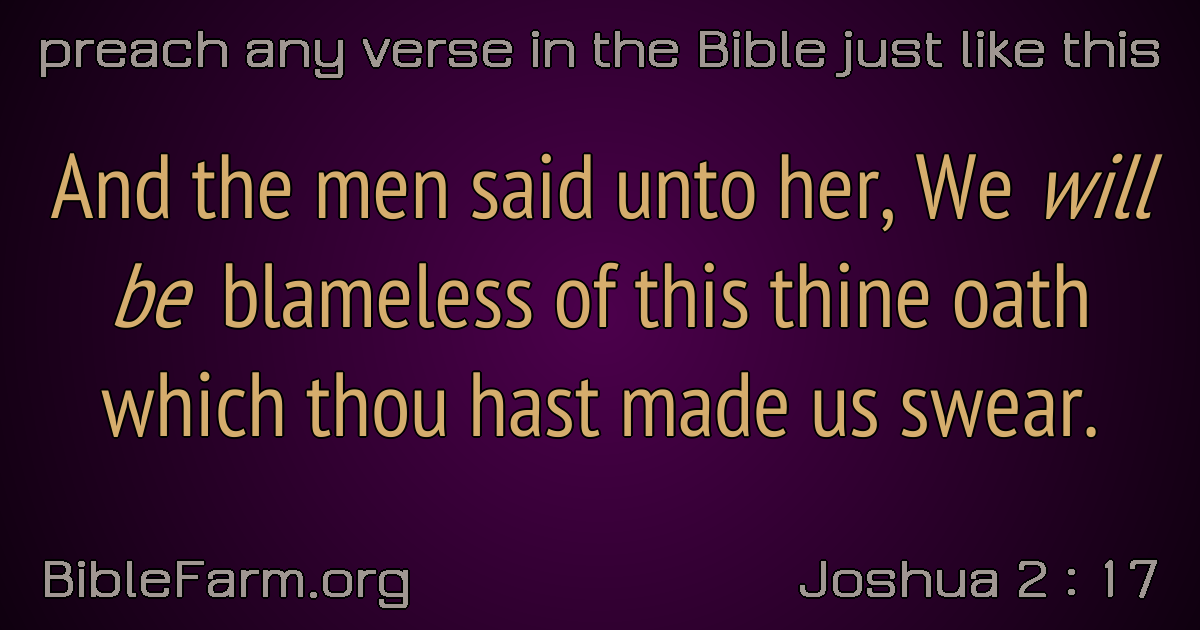 preach any verse in the Bible just like this
And the men said unto her, We will
be blameless of this thine oath
which thou hast made us swear.
BibleFarm.org
Joshua 2 : 17